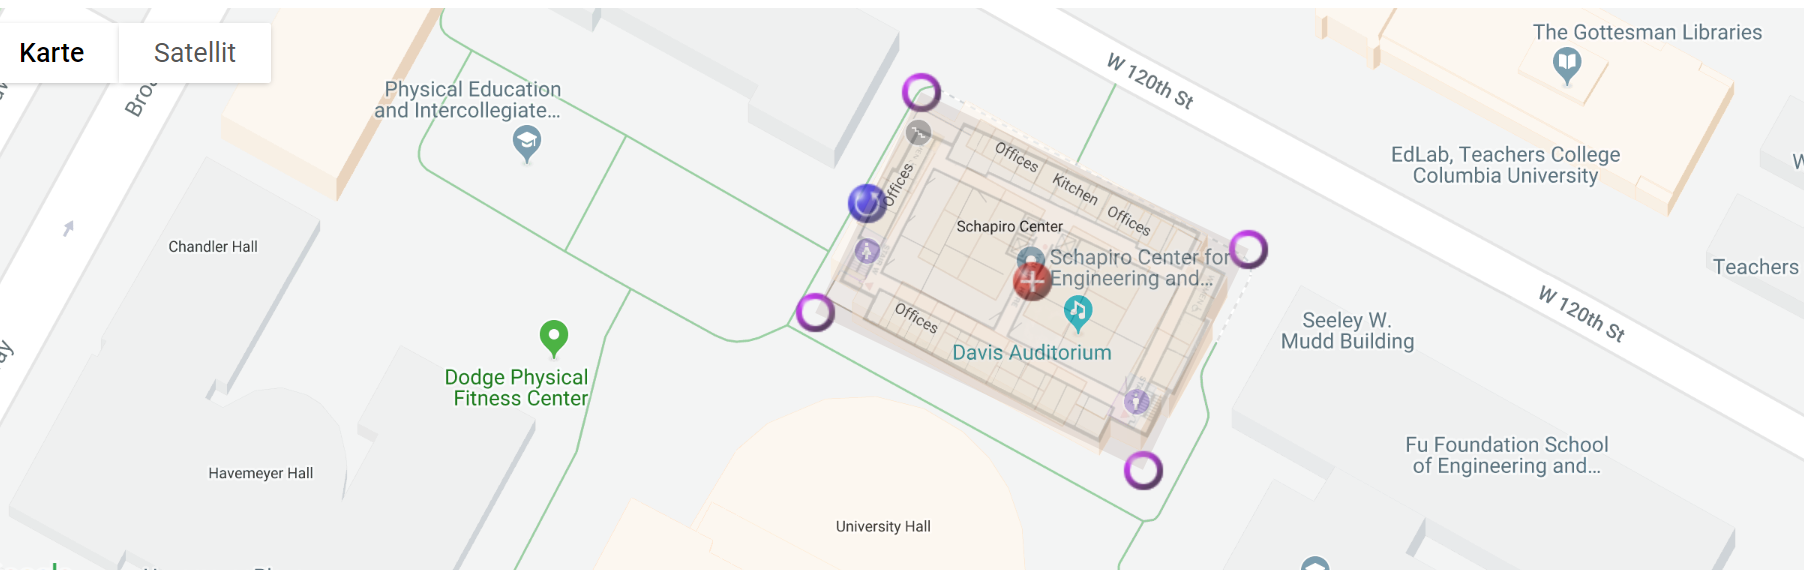 Karte
Satellit
The Gottesman Libraries
W 120th St
Physical Education
and Intercollegiate...
EdLab, Teachers College
Columbia University
Offices
Kitchen
Offices
Offices
Chandler Hall
Schapiro Center
Schapiro Center for
Engineering and...
Teachers
W 120th St
Offices
Seeley W.
Mudd Building
Davis Auditorium
Dodge Physical
Fitness Center
Havemeyer Hall
Fu Foundation School
of Engineering and...
University Hall